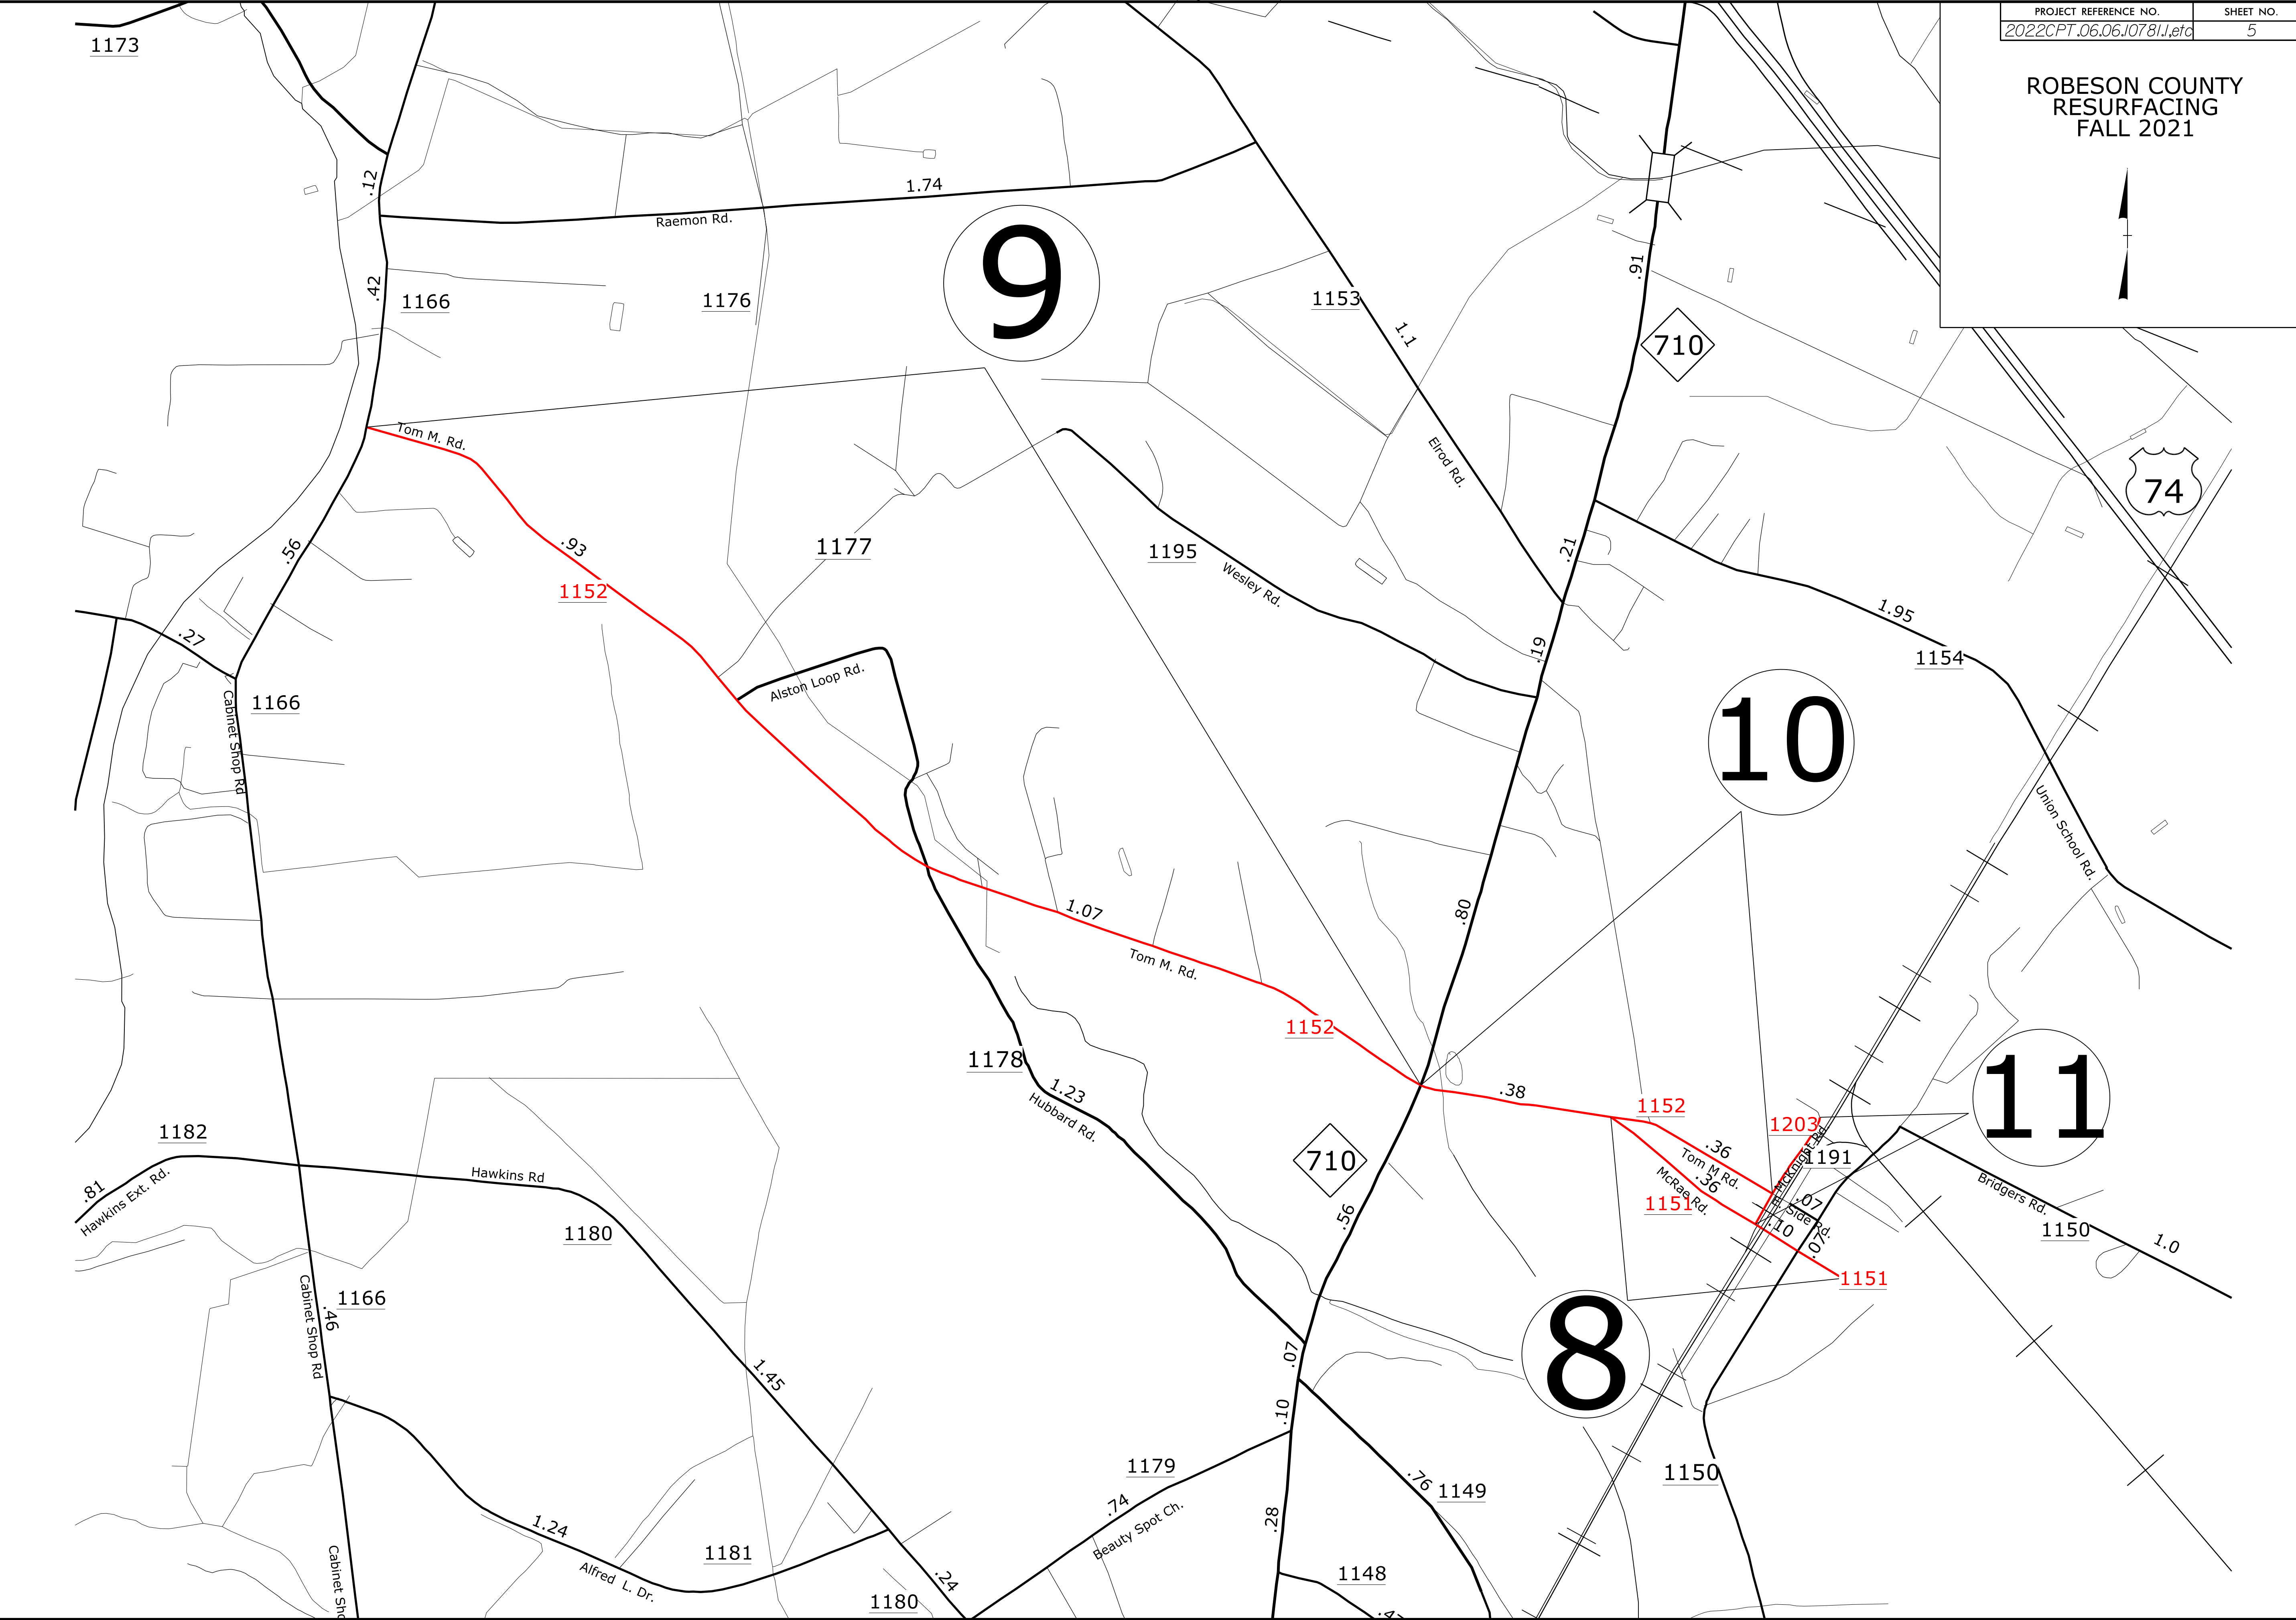 PROJECT REFERENCE NO.
SHEET NO.
2022CPT.06.06.10781.1,etc
5
ROBESON COUNTY
RESURFACING
FALL 2021
1173
.12
1.74
Raemon Rd.
9
.42
1166
1176
1153
1.1
.91
710
Tom M. Rd.
Elrod Rd.
74
.56
.93
1152
1177
1195
Wesley Rd.
.21
1.95
1154
.27
.19
1166
Cabinet Shop Rd
Alston Loop Rd.
10
Union School Rd.
1.07
Tom M. Rd.
.80
1152
1178
1.23
Hubbard Rd.
.38
1152
1203
11
McKnight Rd
1191
.36
Tom M Rd.
.36
McRae Rd.
1151
.07
E. Side Rd.
.10
.07
1151
Bridgers Rd.
1150
1.0
1182
.81
Hawkins Ext. Rd.
Hawkins Rd
1180
710
.56
1166
Cabinet Shop Rd
.46
8
.07
1.45
.10
1150
1179
.74
Beauty Spot Ch.
.76
1149
.28
1.24
Alfred L. Dr.
1181
Cabinet Sho
.24
1180
1148